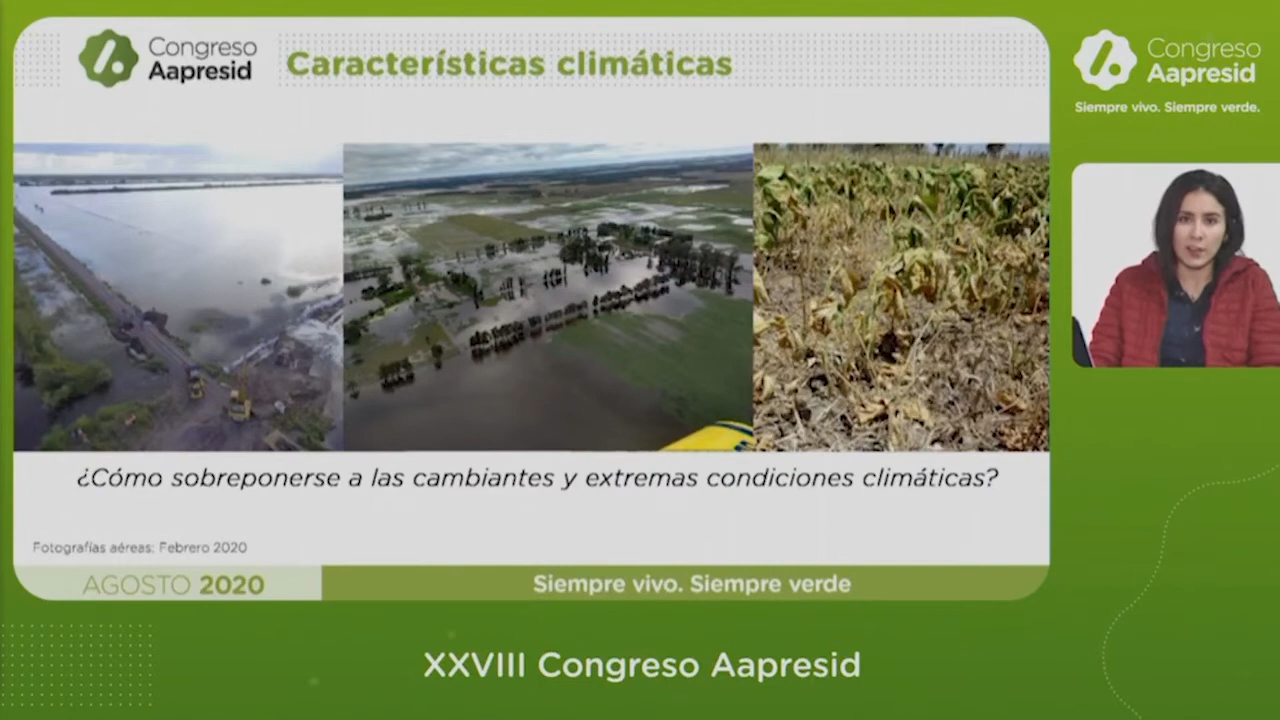 Congreso
Aapresid
Características climáticas
Congreso
Aapresid
Siempre vivo. Siempre verde.
¿Cómo sobreponerse a las cambiantes y extremas condiciones climáticas?
Fotografías aéreas: Febrero 2020
AGOSTO 2020
Siempre vivo. Siempre verde
XXVIII Congreso Aapresid